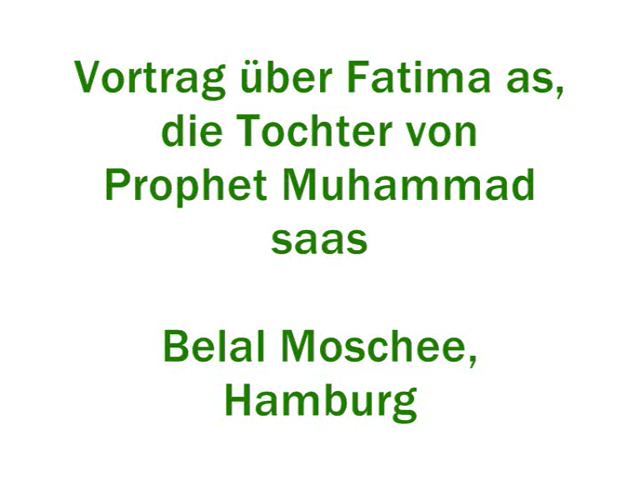 Vortrag über Fatima as,
die Tochter von
Prophet Muhammad
saas
Belal Moschee,
Hamburg